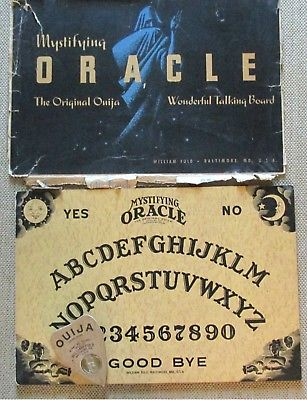 Mystifying
ORACLE
The Original Ouija Wonderful Talking Board
WILLIAM FULD • BALTIMORE, MD., U.S.A.
MYSTIFYING
ORACLE
YES NO
ABCDEFGHIJKLM
NOPQRSTUVWXYZ
1234567890
GOOD BYE
WILLIAM FULD, BALTIMORE, MD., U.S.A.
OUIJA